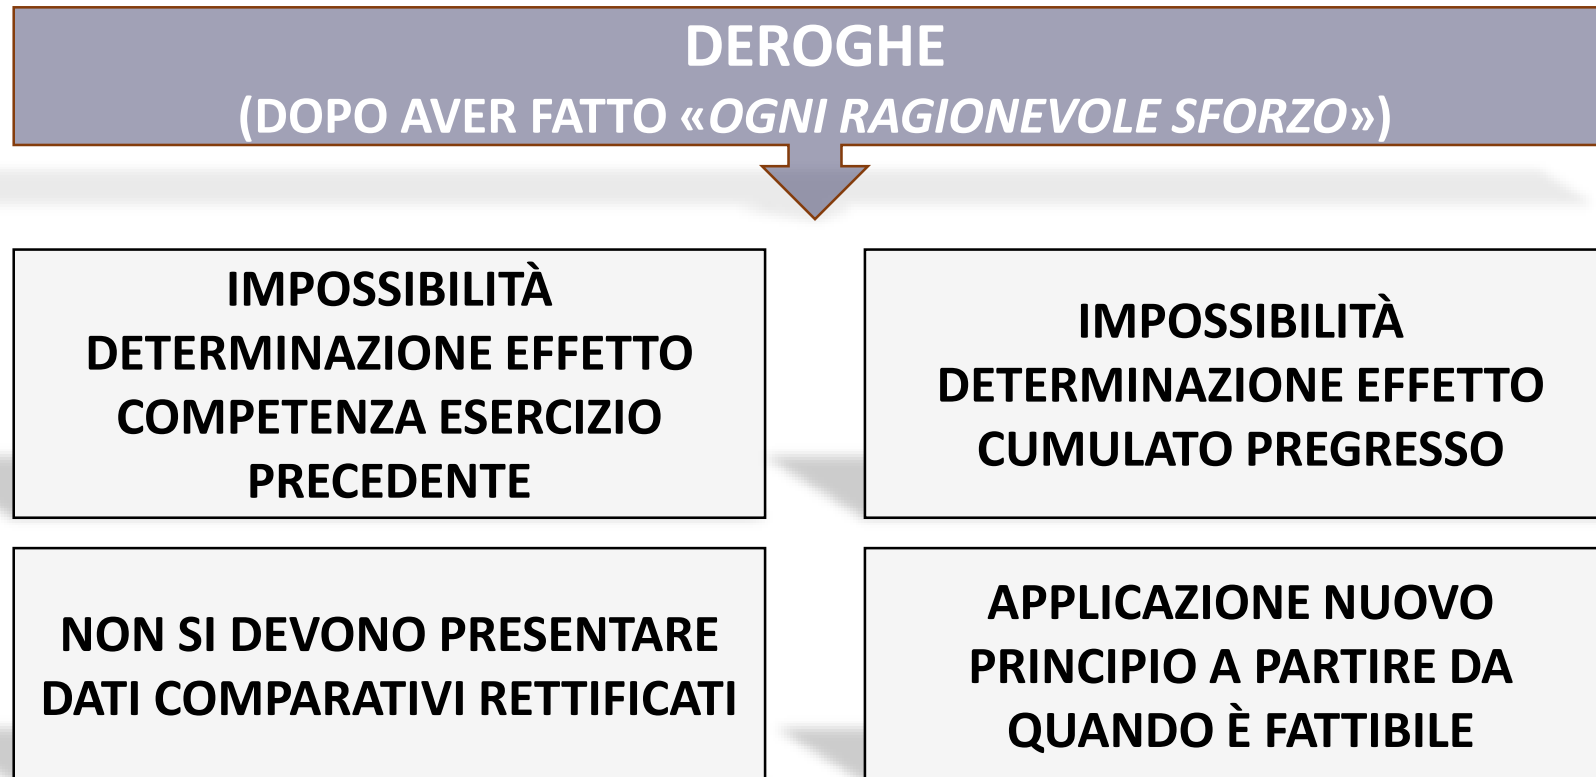 DEROGHE
(DOPO AVER FATTO «OGNI RAGIONEVOLE SFORZO»)
IMPOSSIBILITÀ
DETERMINAZIONE EFFETTO
COMPETENZA ESERCIZIO
PRECEDENTE
IMPOSSIBILITÀ
DETERMINAZIONE EFFETTO
CUMULATO PREGRESSO
NON SI DEVONO PRESENTARE
DATI COMPARATIVI RETTIFICATI
APPLICAZIONE NUOVO
PRINCIPIO A PARTIRE DA
QUANDO È FATTIBILE